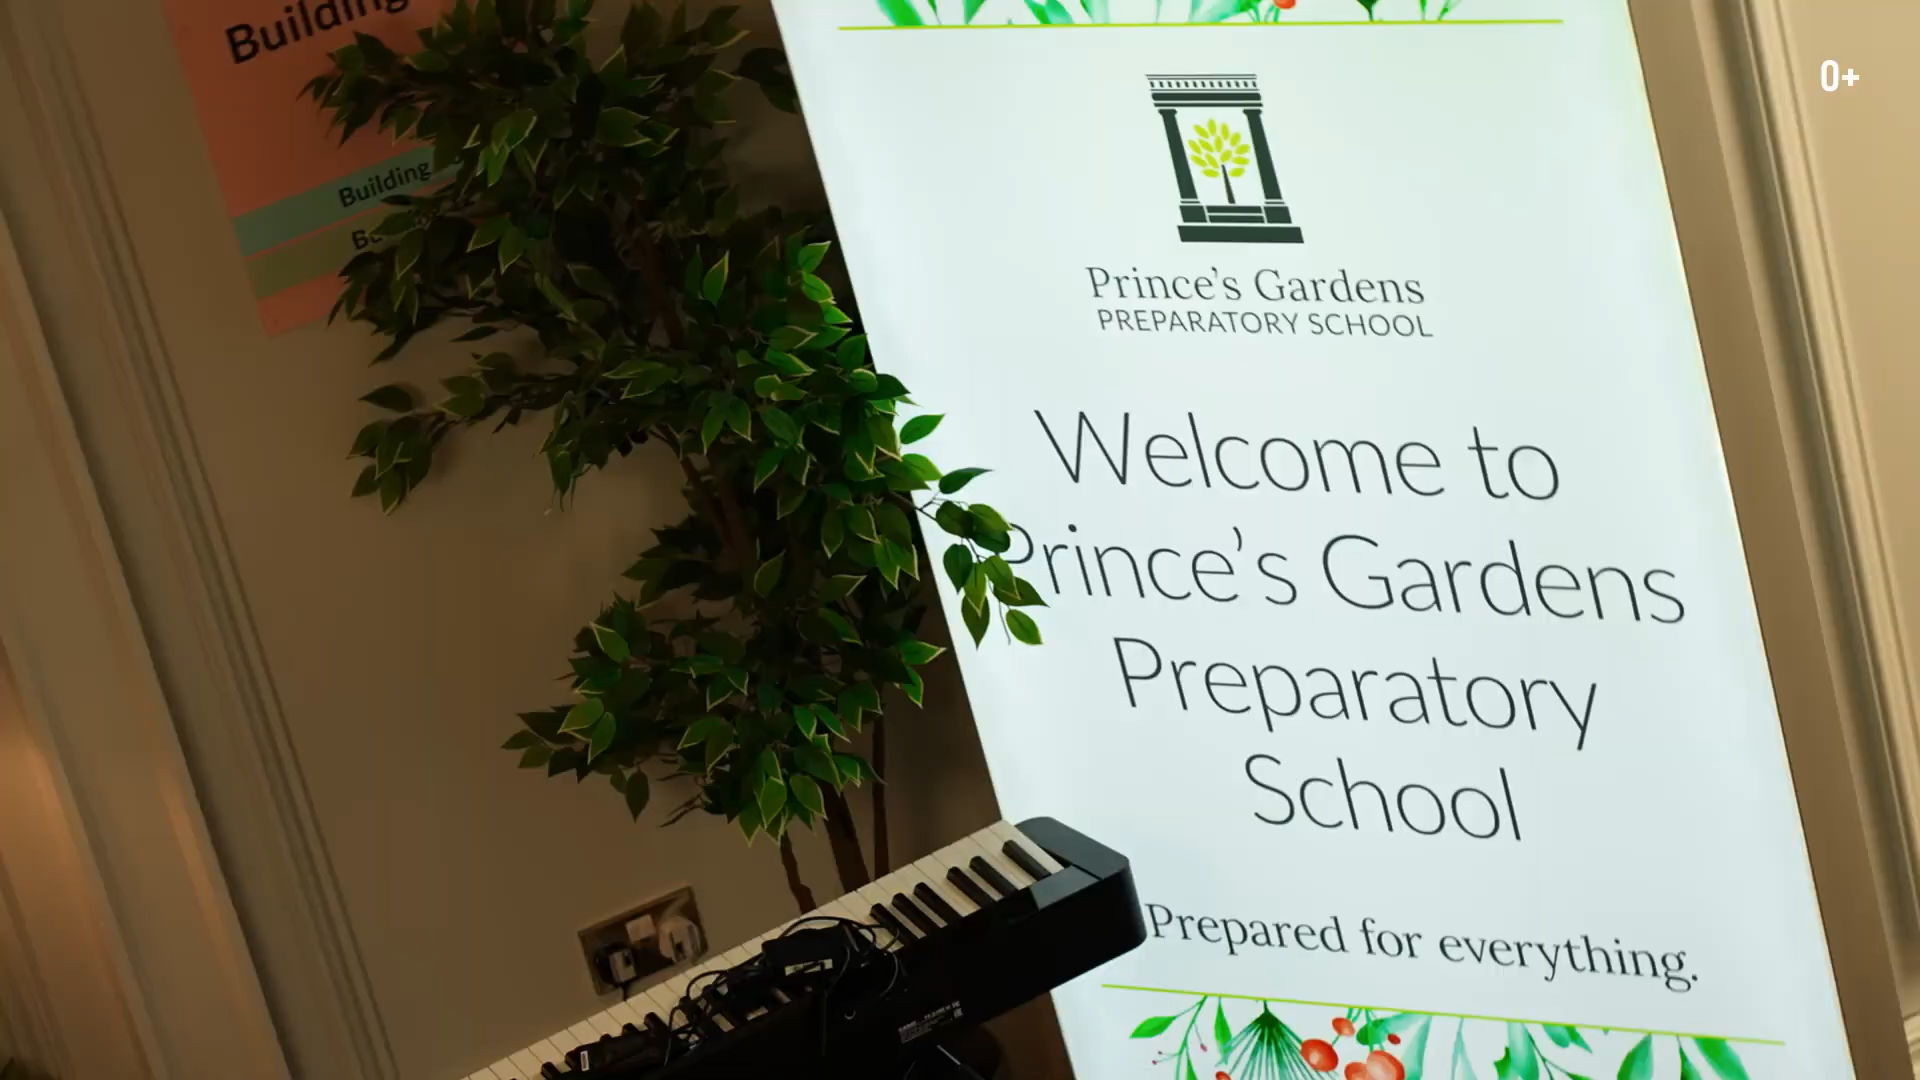 Building
Building
0+
Prince's Gardens
PREPARATORY SCHOOL
Welcome to
Prince's Gardens
Preparatory
School
Prepared for everything.